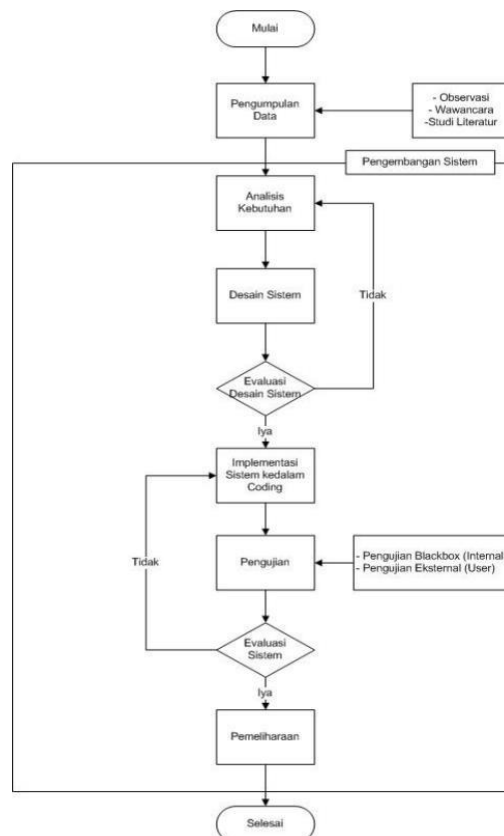 Mulai
Pengumpulan
Data
- Observasi
- Wawancara
-Studi Literatur
Pengembangan Sistem
Analisis
Kebutuhan
Desain Sistem
Tidak
Evaluasi
Desain Sistem
Iya
Implementasi
Sistem kedalam
Coding
Tidak
Pengujian
- Pengujian Blackbox (Internal
- Pengujian Eksternal (User)
Evaluasi
Sistem
Iya
Pemeliharaan
Selesai